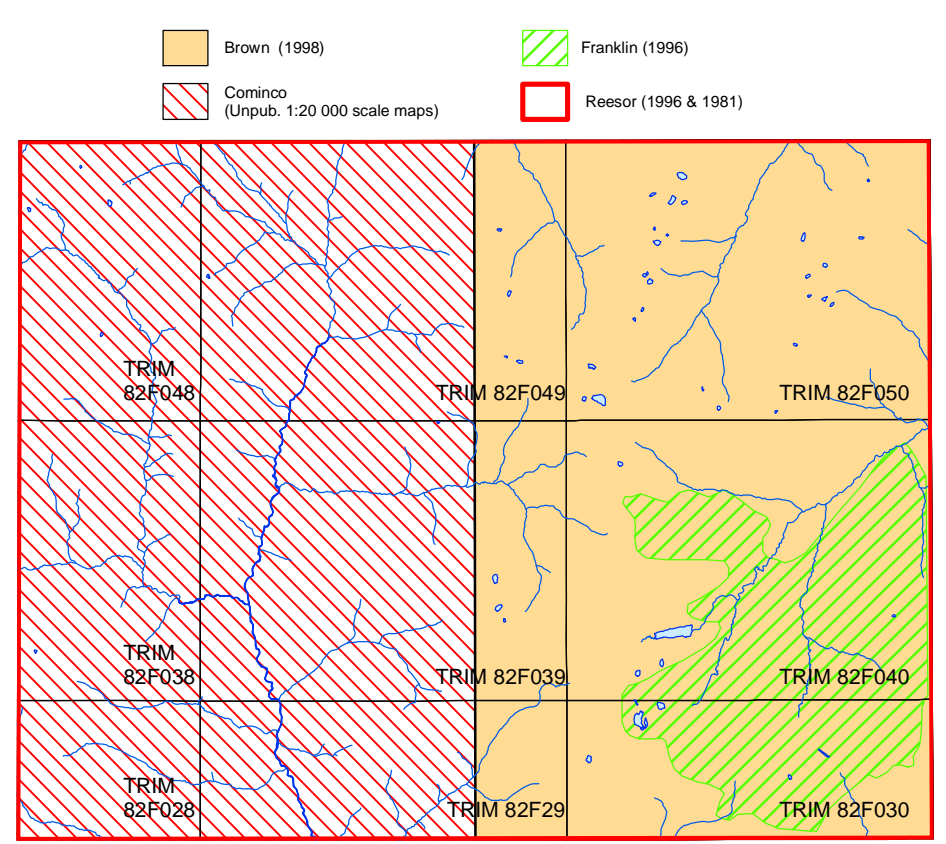 Brown (1998)
Franklin (1996)
Cominco
(Unpub. 1:20 000 scale maps)
Reesor (1996 & 1981)
TRIM
82F048
TRIM 82F049
TRIM 82F050
TRIM
82F038
TRIM 82F039
TRIM 82F040
TRIM
82F028
TRIM 82F29
TRIM 82F030